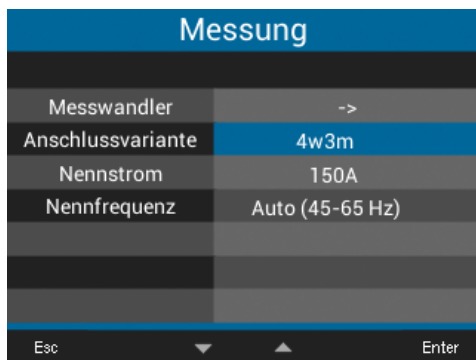 Messung
Messwandler ->
Anschlussvariante 4w3m
Nennstrom 150A
Nennfrequenz Auto (45-65 Hz)
Esc Enter